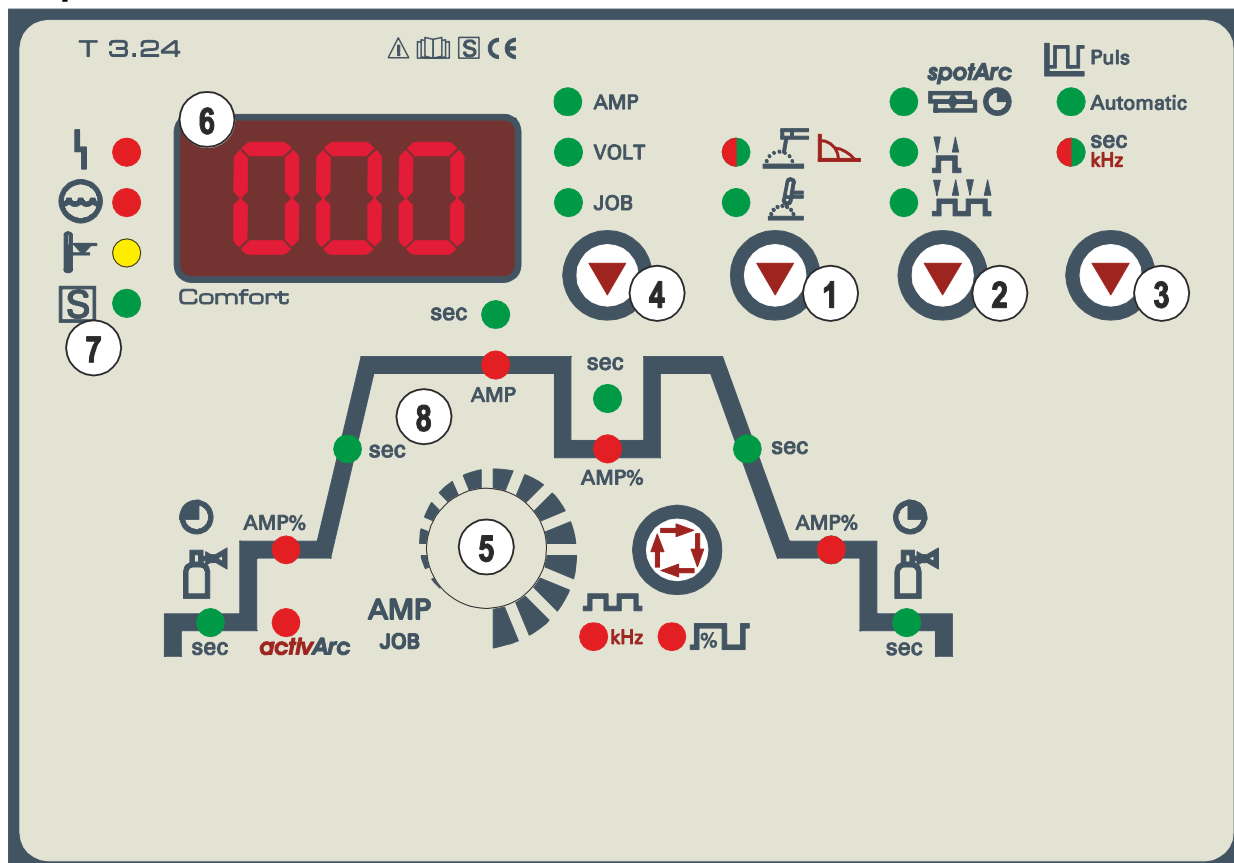 T 3.24
S CE
Puls
spotArc
6
AMP
Automatic
VOLT
sec
kHz
000
JOB
4
1
2
3
S
Comfort
7
sec
sec
AMP
8
sec
sec
AMP%
AMP%
AMP%
5
AMP
JOB
kHz
%
sec
activArc
sec